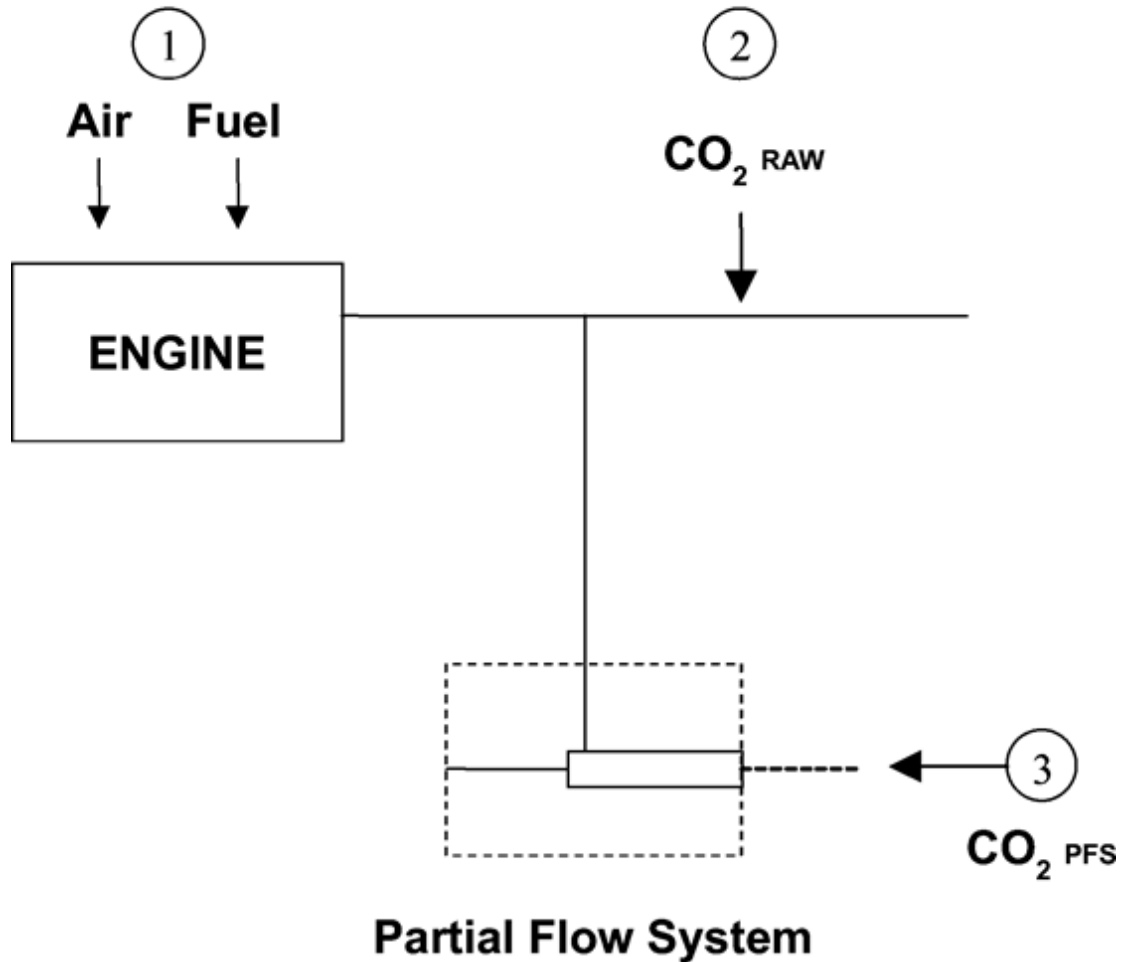 1
2
Air Fuel
CO₂ RAW
ENGINE
3
CO₂ PFS
Partial Flow System